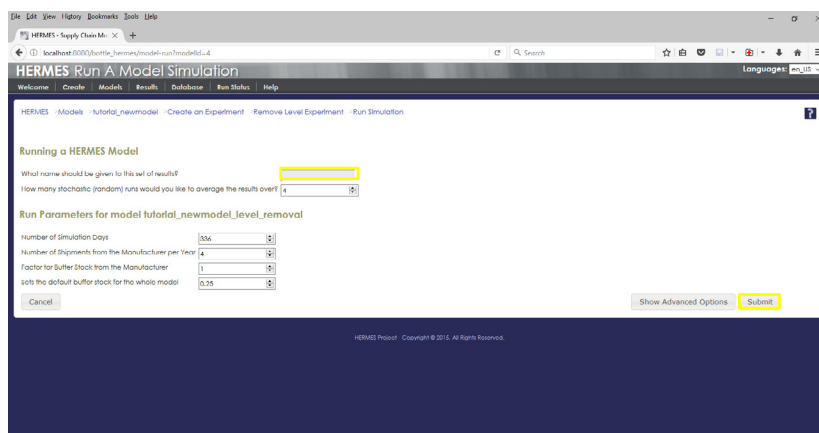 File Edit View History Bookmarks Tools Help
HERMES - Supply Chain Mo
localhost:8080/bottle_hermes/model-run?modelId=4
Search
HERMES Run A Model Simulation
Languages: en_US
Welcome Create Models Results Database Run Status Help
HERMES Models tutorial_newmodel Create an Experiment Remove Level Experiment Run Simulation
?
Running a HERMES Model
What name should be given to this set of results?
How many stochastic (random) runs would you like to average the results over? 4
Run Parameters for model tutorial_newmodel_level_removal
Number of Simulation Days 336
Number of Shipments from the Manufacturer per Year 4
Factor for Buffer Stock from the Manufacturer 1
Sets the default buffer stock for the whole model 0.25
Cancel Show Advanced Options Submit
HERMES Project Copyright © 2015, All Rights Reserved.